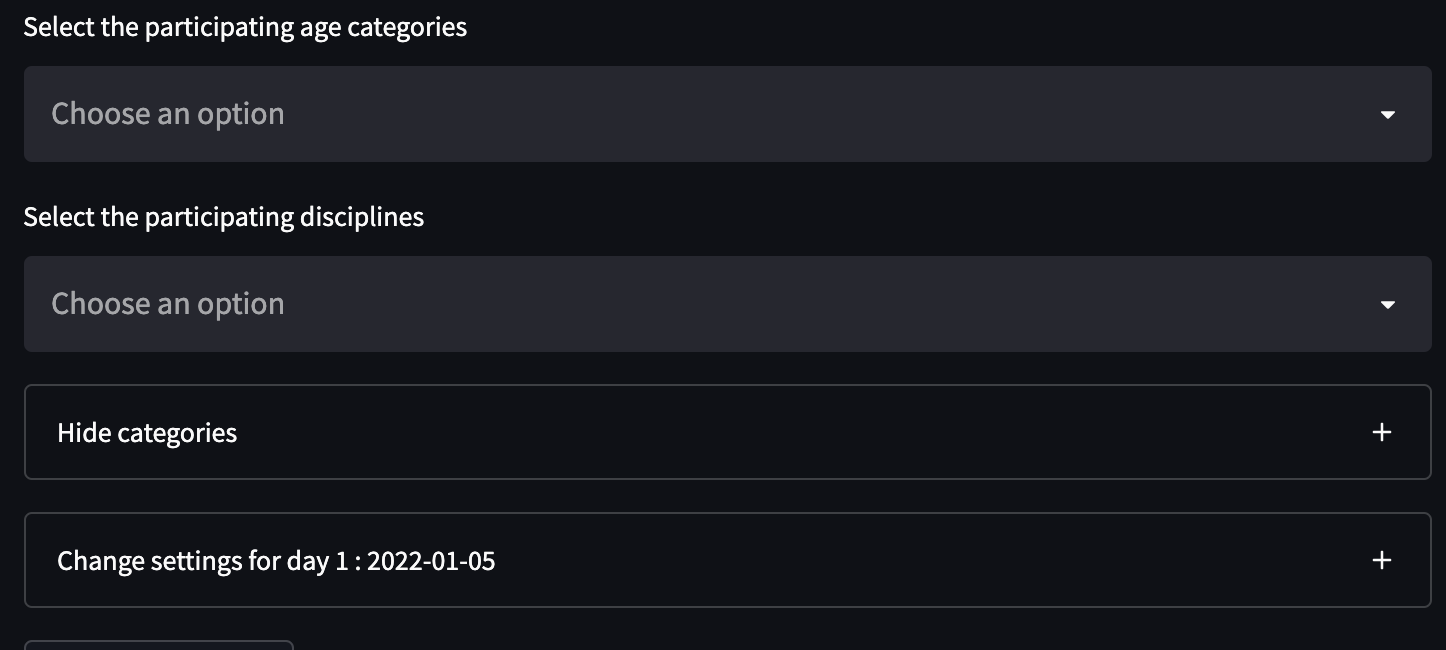 Select the participating age categories
Choose an option
Select the participating disciplines
Choose an option
Hide categories
Change settings for day 1 : 2022-01-05